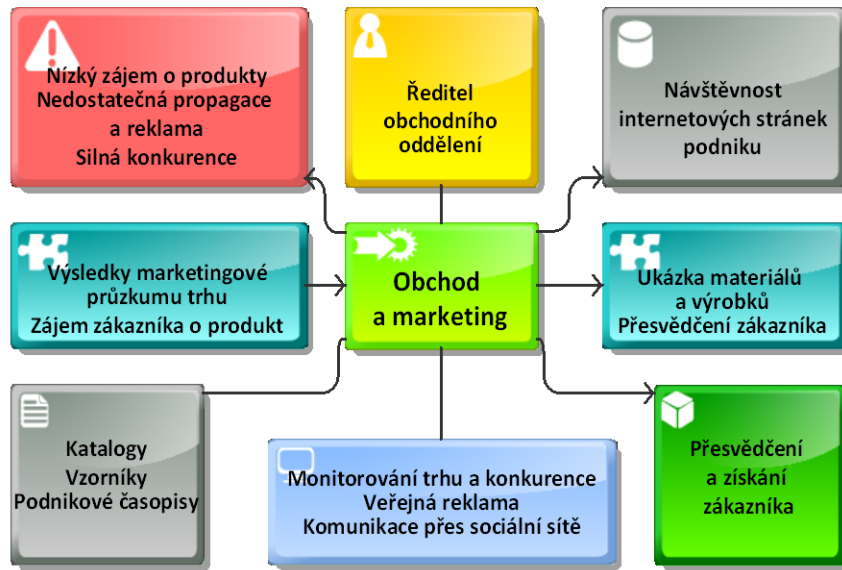 Nízký zájem o produkty
Nedostatečná propagace
a reklama
Silná konkurence
Ředitel
obchodního
oddělení
Návštěvnost
internetových stránek
podniku
Výsledky marketingové
průzkumu trhu
Zájem zákazníka o produkt
Obchod
a marketing
Ukázka materiálů
a výrobků
Přesvědčení zákazníka
Katalogy
Vzorníky
Podnikové časopisy
Monitorování trhu a konkurence
Veřejná reklama
Komunikace přes sociální sítě
Přesvědčení
a získání
zákazníka